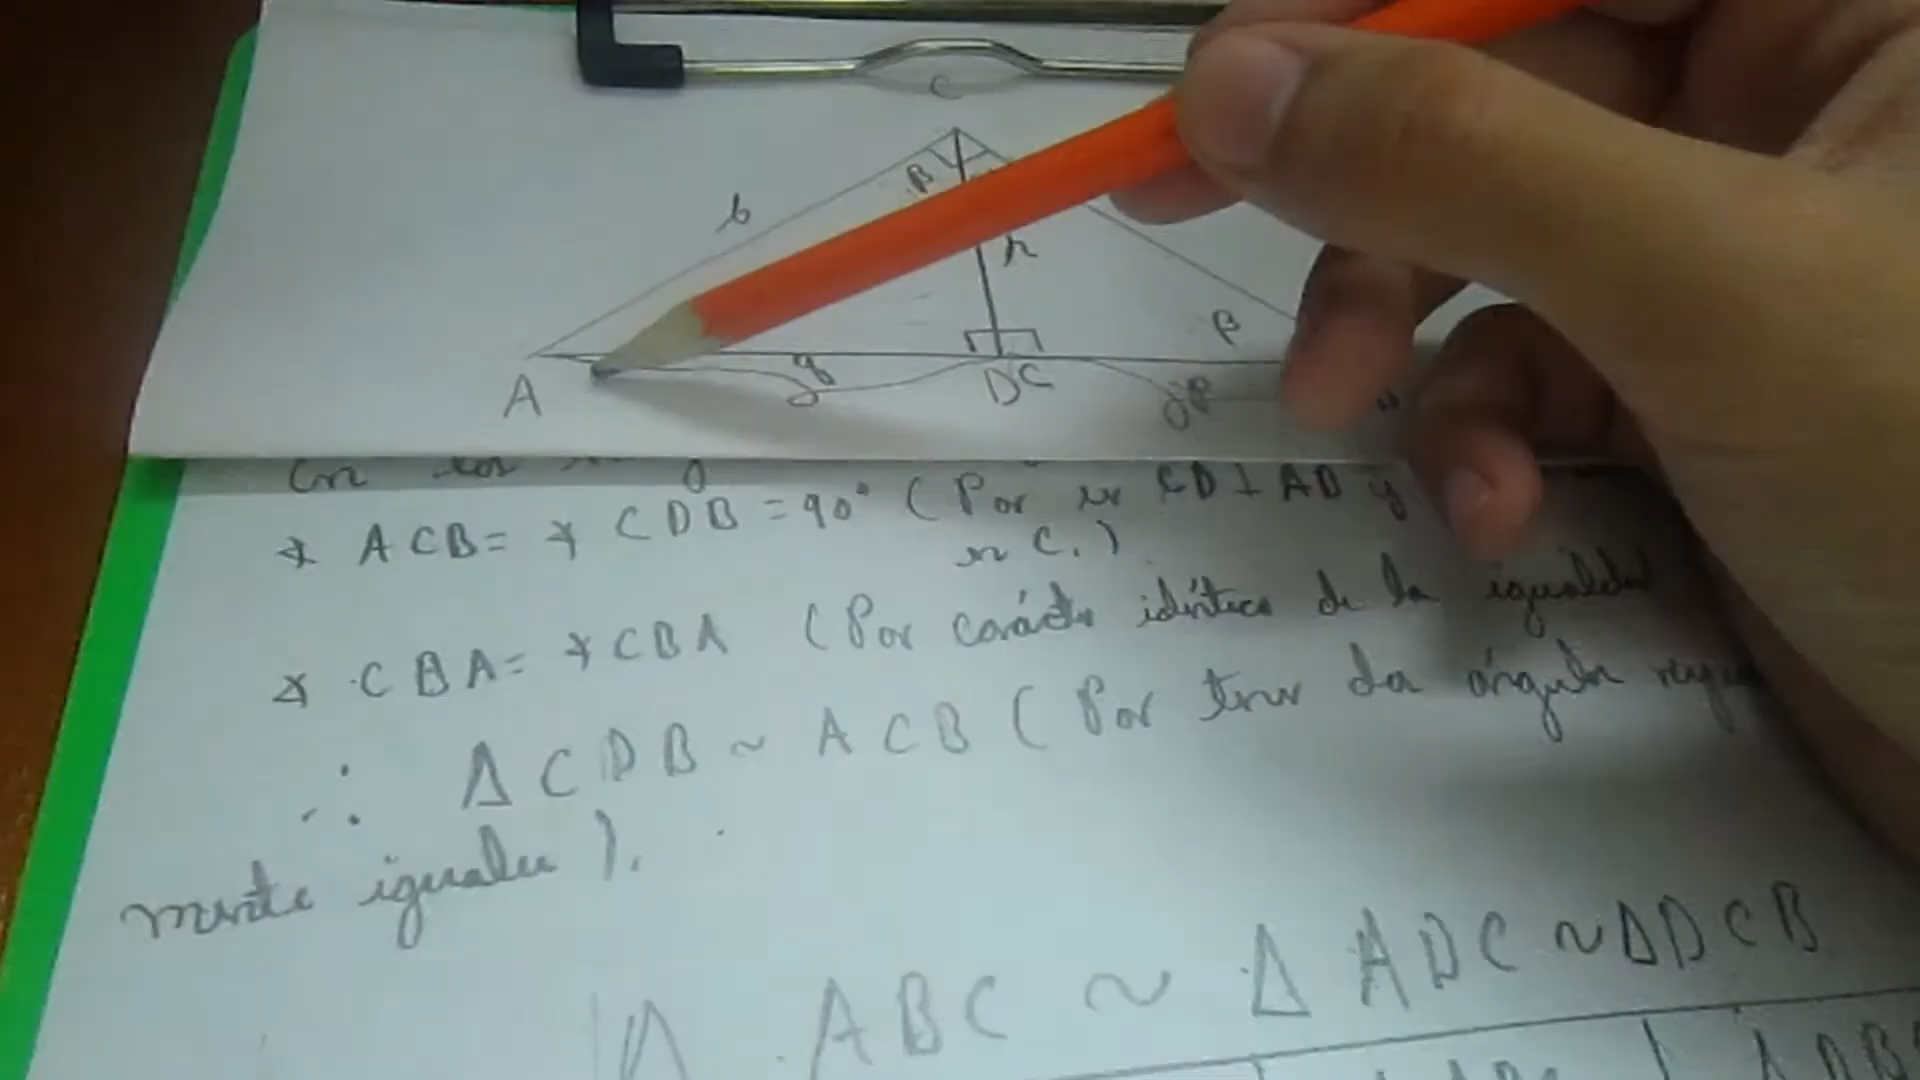 C
B
b
h
β
A
q
D C
P
∡ ACB = ∡ CDB = 90° (Por ser CD ⊥ AD y
en C.)
∡ CBA = ∡ CBA (Por carácter idéntico de la igualdad
∴ Δ CDB ~ ACB (Por tener dos ángulos
mente iguales).
Δ ABC ~ Δ ADC ~ Δ DCB